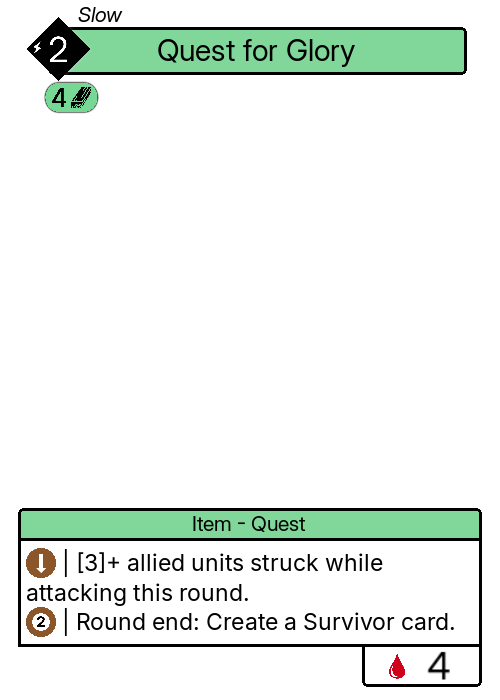 Slow
2 Quest for Glory
4
Item - Quest
| [3]+ allied units struck while
attacking this round.
2 | Round end: Create a Survivor card.
4